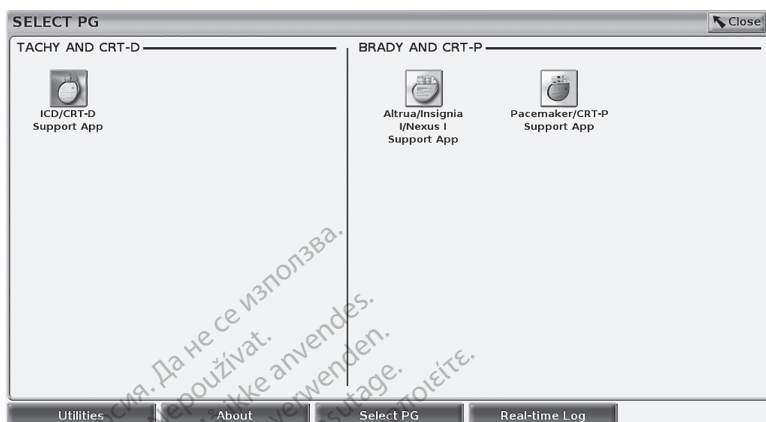 SELECT PG
Close
TACHY AND CRT-D
BRADY AND CRT-P
ICD/CRT-D
Support App
Altrua/Insignia
I/Nexus I
Support App
Pacemaker/CRT-P
Support App
Да не се използва.
Nepoužívat.
ikke anvendes.
verwenden.
Utilities
About
Select PG
Real-time Log